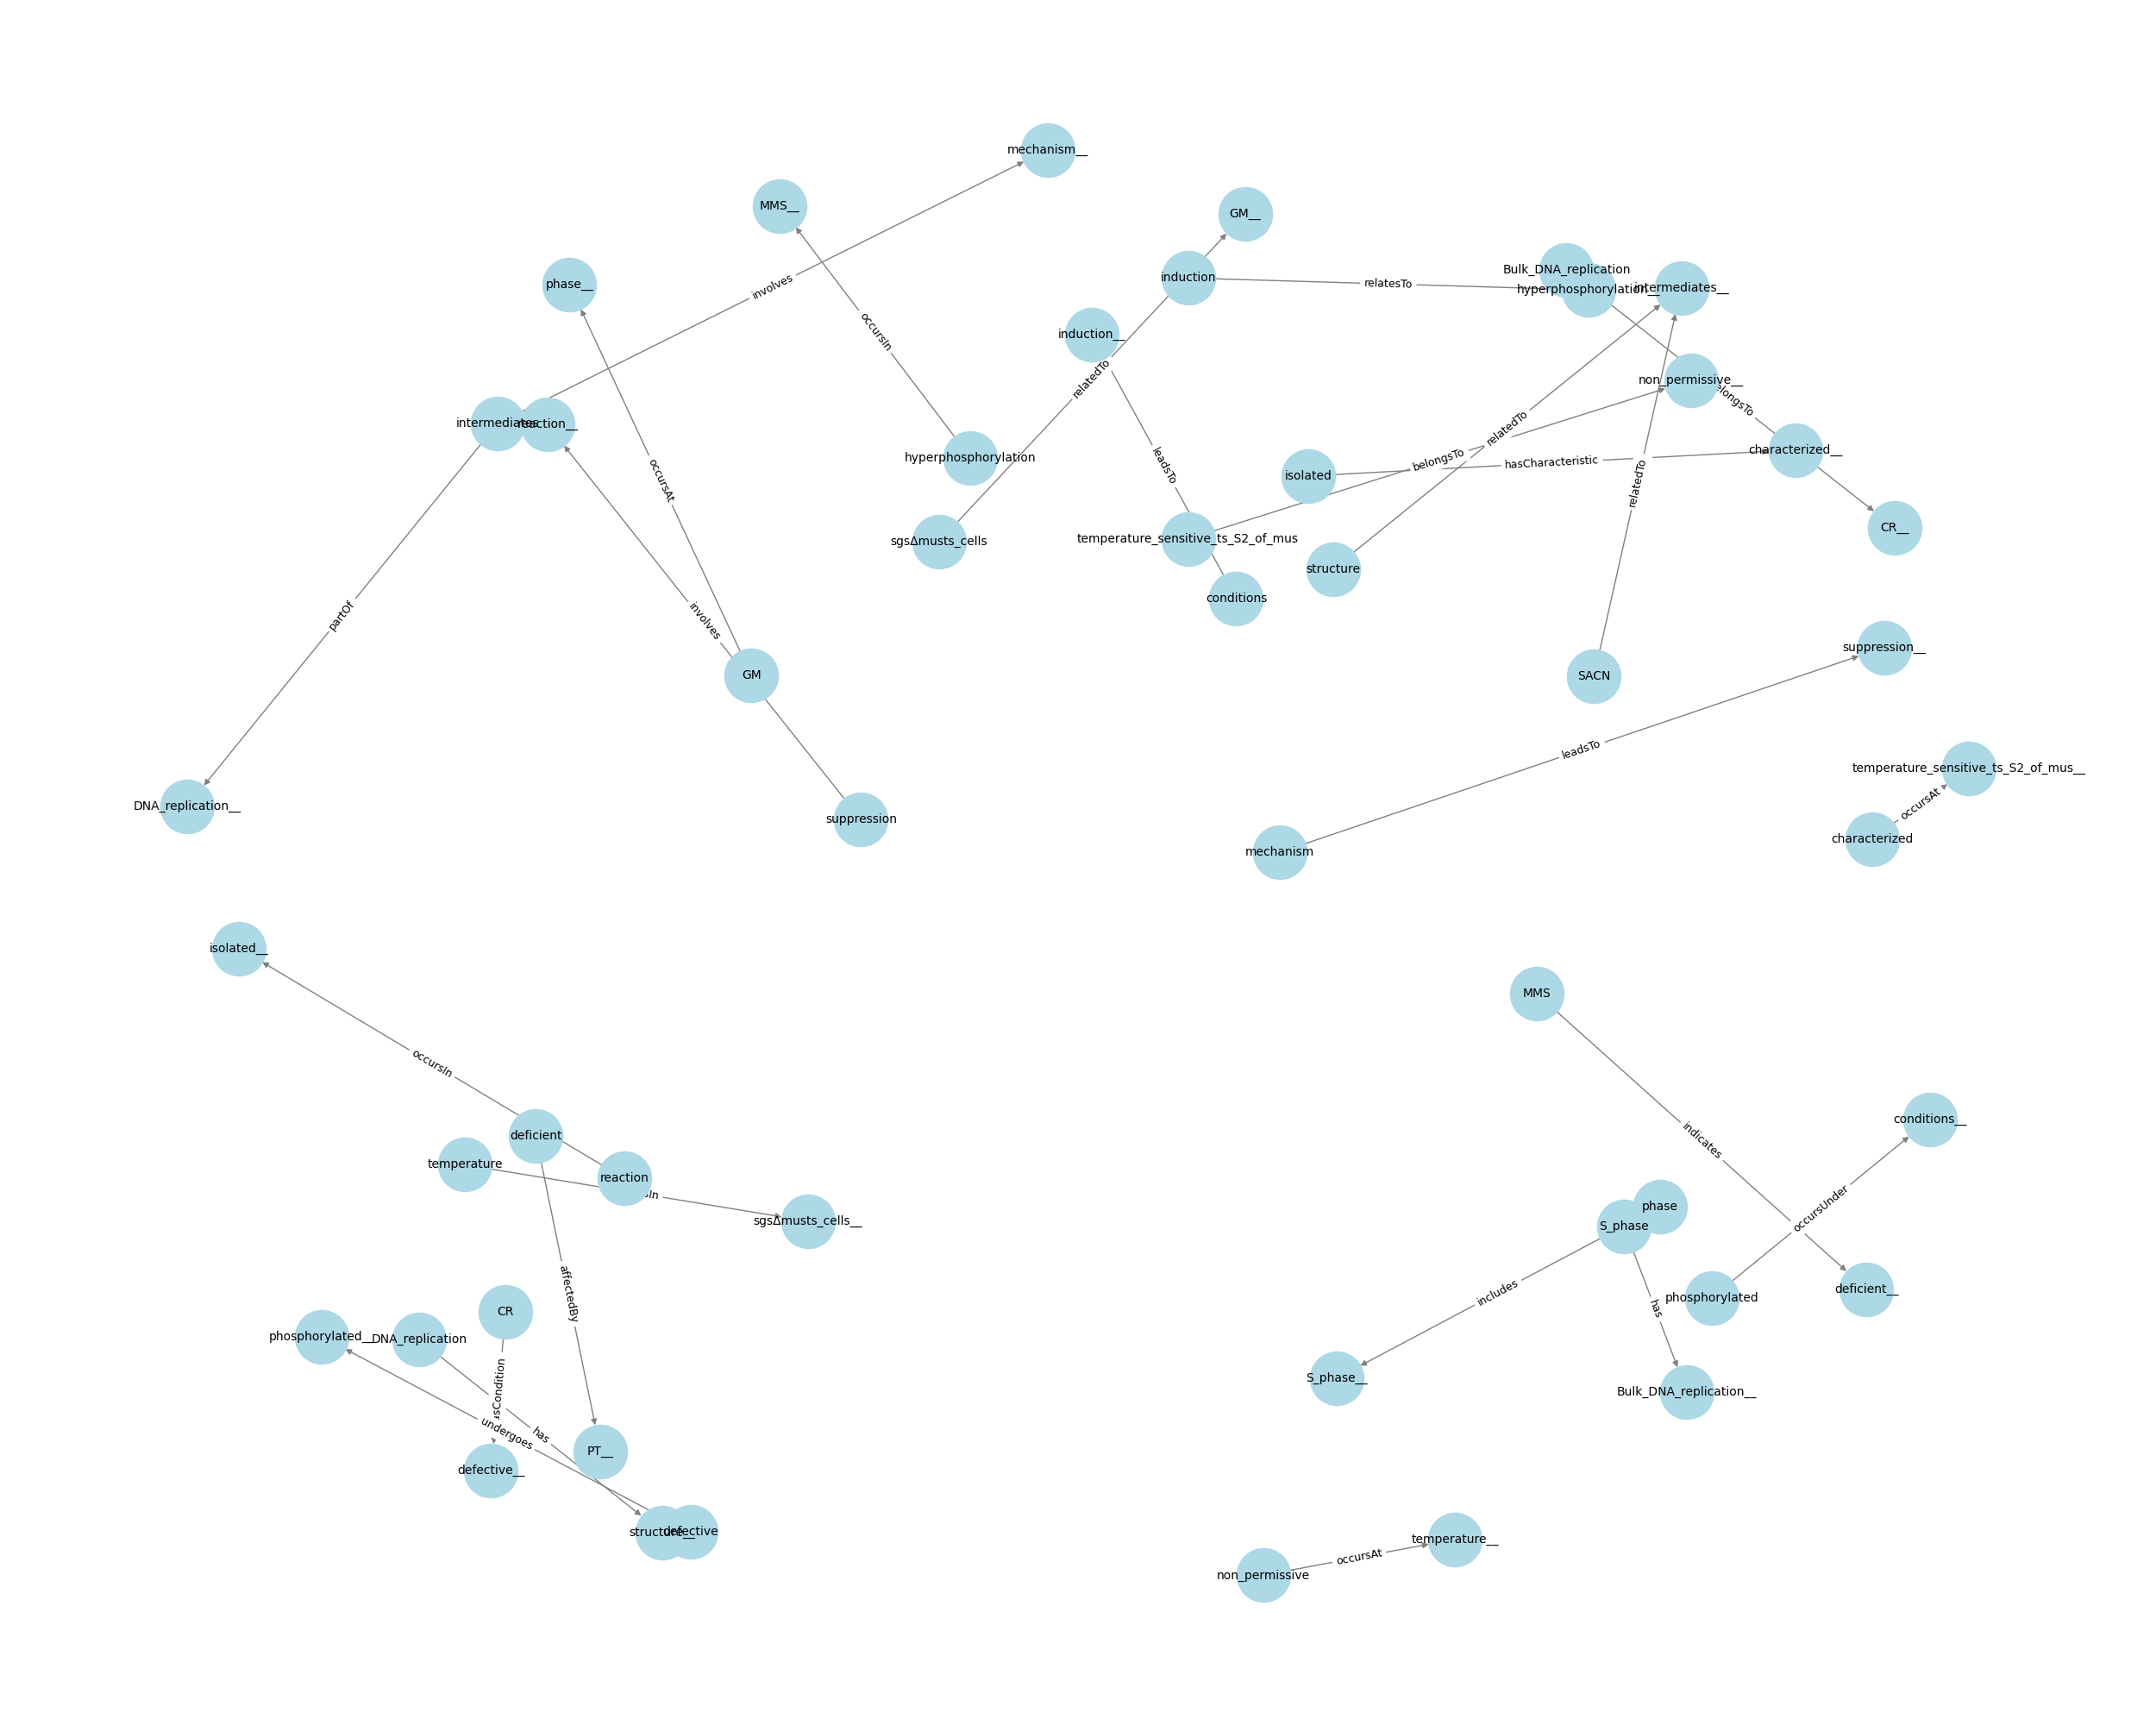 mechanism__
MMS__
GM__
induction
relatesTo
Bulk_DNA_replication
hyperphosphorylation__
intermediates__
phase__
involves
occursIn
induction__
relatedTo
non_permissive__
belongsTo
intermediates
reaction__
relatedTo
characterized__
hyperphosphorylation
leadsTo
belongsTo
hasCharacteristic
isolated
occursAt
relatedTo
CR__
sgsΔmusts_cells
temperature_sensitive_ts_S2_of_mus
structure
conditions
partOf
involves
suppression__
GM
SACN
leadsTo
temperature_sensitive_ts_S2_of_mus__
DNA_replication__
occursAt
suppression
mechanism
characterized
isolated__
MMS
occursIn
conditions__
deficient
indicates
temperature
reaction
phase
sgsΔmusts_cells__
S_phase
occursUnder
affectedBy
includes
has
phosphorylated
deficient__
CR
phosphorylated__
DNA_replication
S_phase__
Bulk_DNA_replication__
undergoes
has
PT__
defective__
structure__
defective
temperature__
occursAt
non_permissive